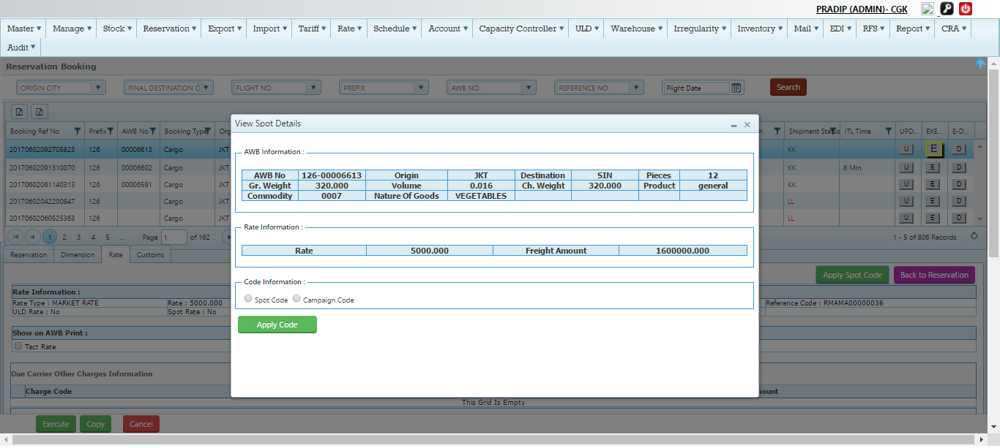 PRADIP (ADMIN)- CGK
Master Manage Stock Reservation Export Import Tariff Rate Schedule Account Capacity Controller ULD Warehouse Irregularity Inventory Mail EDI RFS Report CRA
Audit
Reservation Booking
ORIGIN CITY FINAL DESTINATION C FLIGHT NO. PREFIX AWB NO. REFERENCE NO. Flight Date Search
Booking Ref No Prefix AWB No Booking Type Org Shipment Status ITL Time UPD... EXE... E-D...
20170602092705823 126 00006613 Cargo JKT KK U E D
20170602091310070 126 00006602 Cargo JKT KK 8 Min U E D
20170602061140313 126 00006591 Cargo JKT KK U E D
20170602042200847 126 Cargo JKT LL U E D
20170602060525363 126 Cargo JKT LL U E D
1 2 3 4 5 ... Page 1 of 162 1 - 5 of 806 Records
Reservation Dimension Rate Customs
Apply Spot Code Back to Reservation
Rate Information :
Rate Type : MARKET RATE Rate : 5000.000 Reference Code : RMAMA00000036
ULD Rate : No Spot Rate : No
Show on AWB Print :
Tact Rate
Due Carrier Other Charges Information
Charge Code ount
This Grid Is Empty
Execute Copy Cancel
View Spot Details
AWB Information :
AWB No 126-00006613 Origin JKT Destination SIN Pieces 12
Gr. Weight 320.000 Volume 0.016 Ch. Weight 320.000 Product general
Commodity 0007 Nature Of Goods VEGETABLES
Rate Information :
Rate 5000.000 Freight Amount 1600000.000
Code Information :
Spot Code Campaign Code
Apply Code